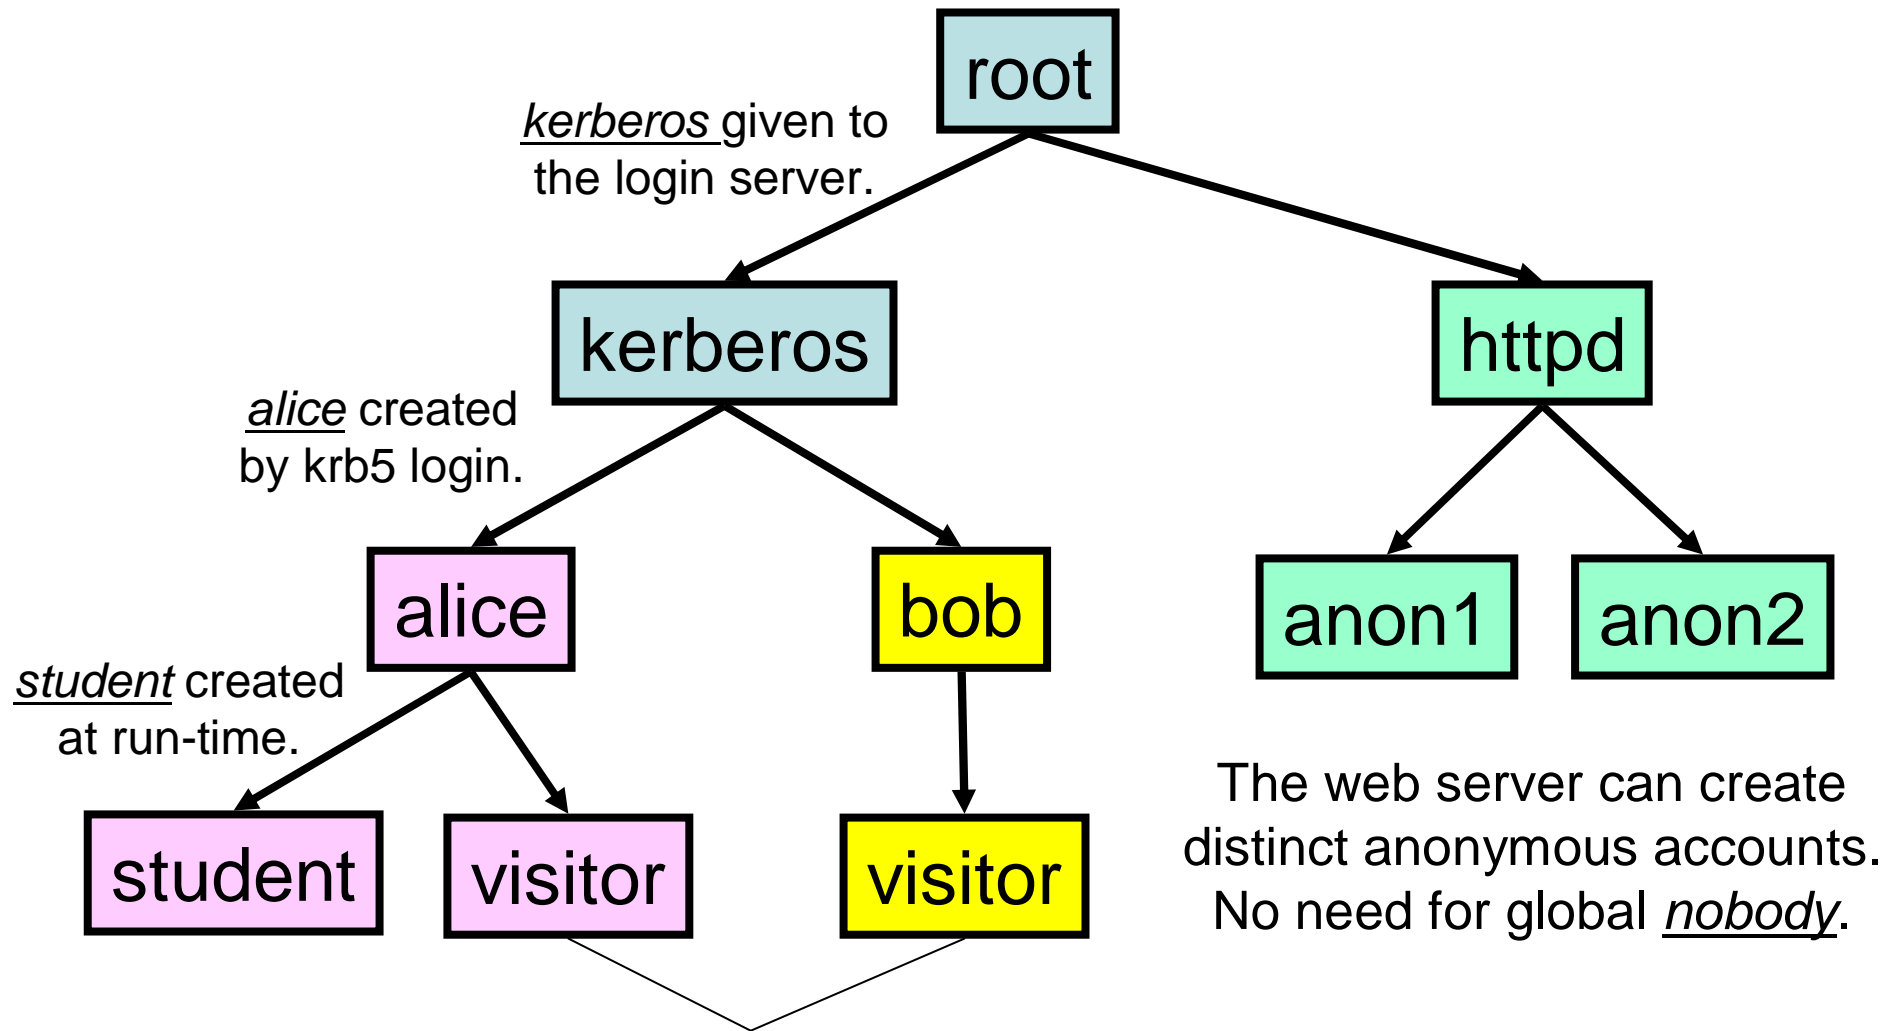 root
kerberos given to
the login server.
kerberos
httpd
alice created
by krb5 login.
alice
bob
anon1
anon2
student created
at run-time.
student
visitor
visitor
The web server can create
distinct anonymous accounts.
No need for global nobody.